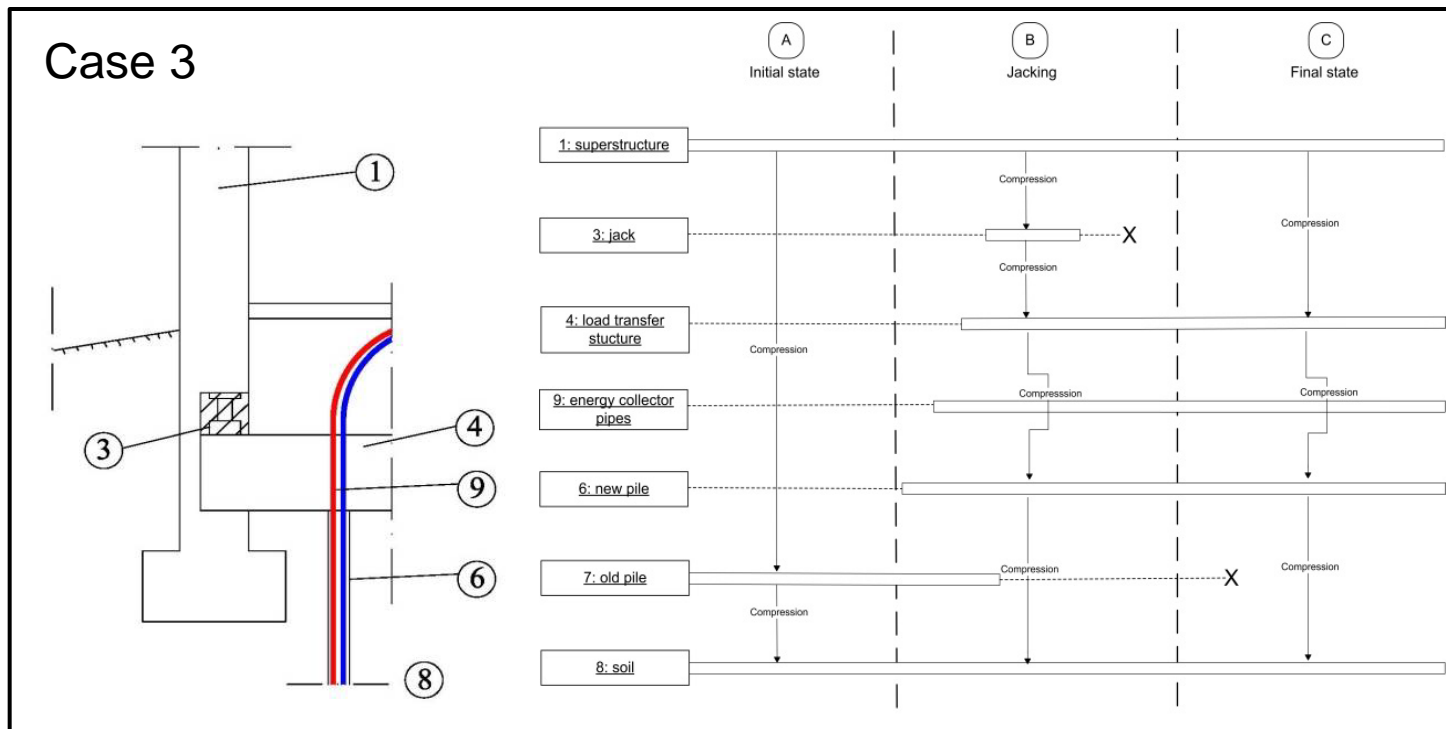 Case 3
A
B
C
Initial state
Jacking
Final state
1: superstructure
Compression
3: jack
Compression
Compression
4: load transfer
stucture
Compression
9: energy collector
pipes
Compresssion
Compression
6: new pile
7: old pile
Compression
Compression
Compression
X
X
8: soil
1
3
4
9
6
8